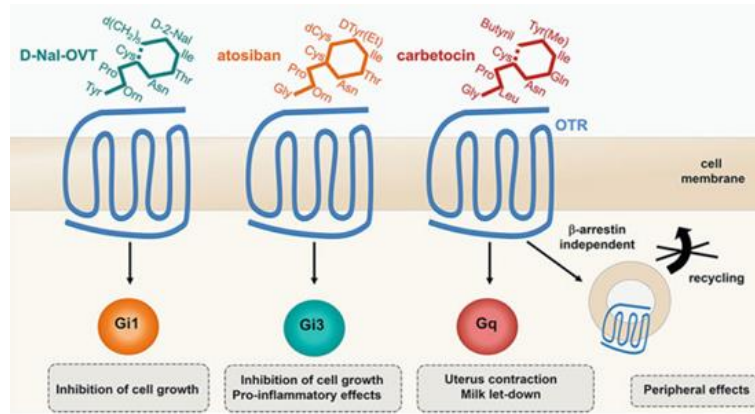 D-Nal-OVT
d(CH₂)₅
D-2-Nal
Cys
Ile
Thr
Asn
Pro
Orn
Tyr
atosiban
dCys
DTyr(Et)
Cys
Ile
Thr
Asn
Pro
Orn
Gly
carbetocin
Butyril
Tyr(Me)
Cys
Ile
Gln
Asn
Pro
Leu
Gly
OTR
cell
membrane
β-arrestin
independent
recycling
Gi1
Gi3
Gq
Inhibition of cell growth
Inhibition of cell growth
Pro-inflammatory effects
Uterus contraction
Milk let-down
Peripheral effects